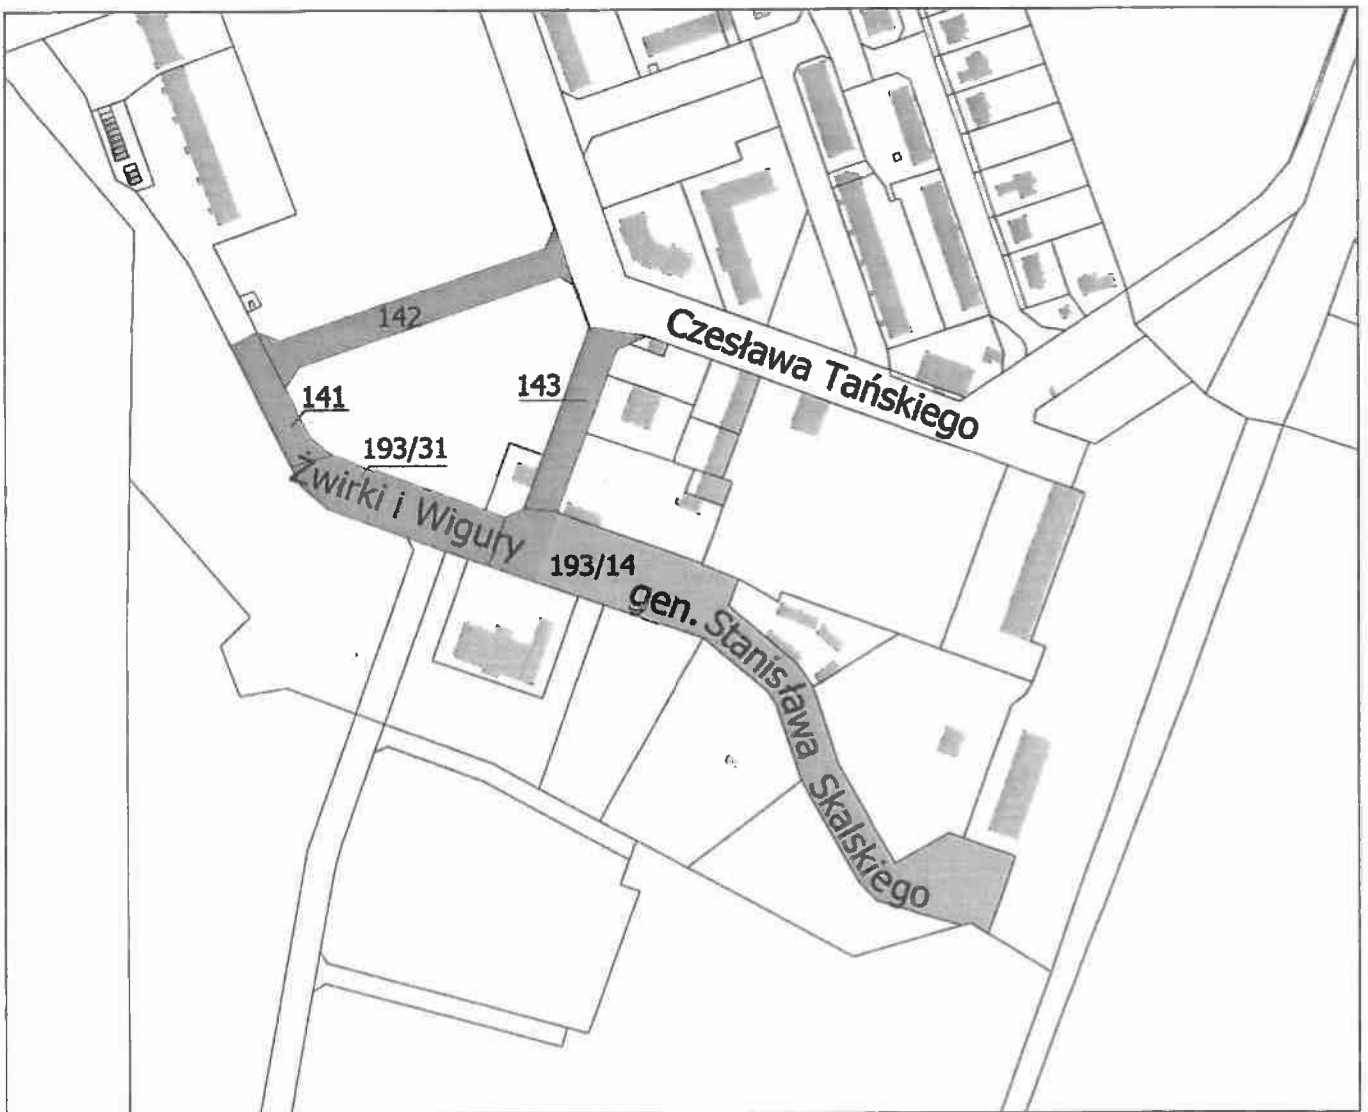 142
Czesława Tańskiego
143
141
193/31
Żwirki i Wigury
193/14
gen. Stanisława Skalskiego